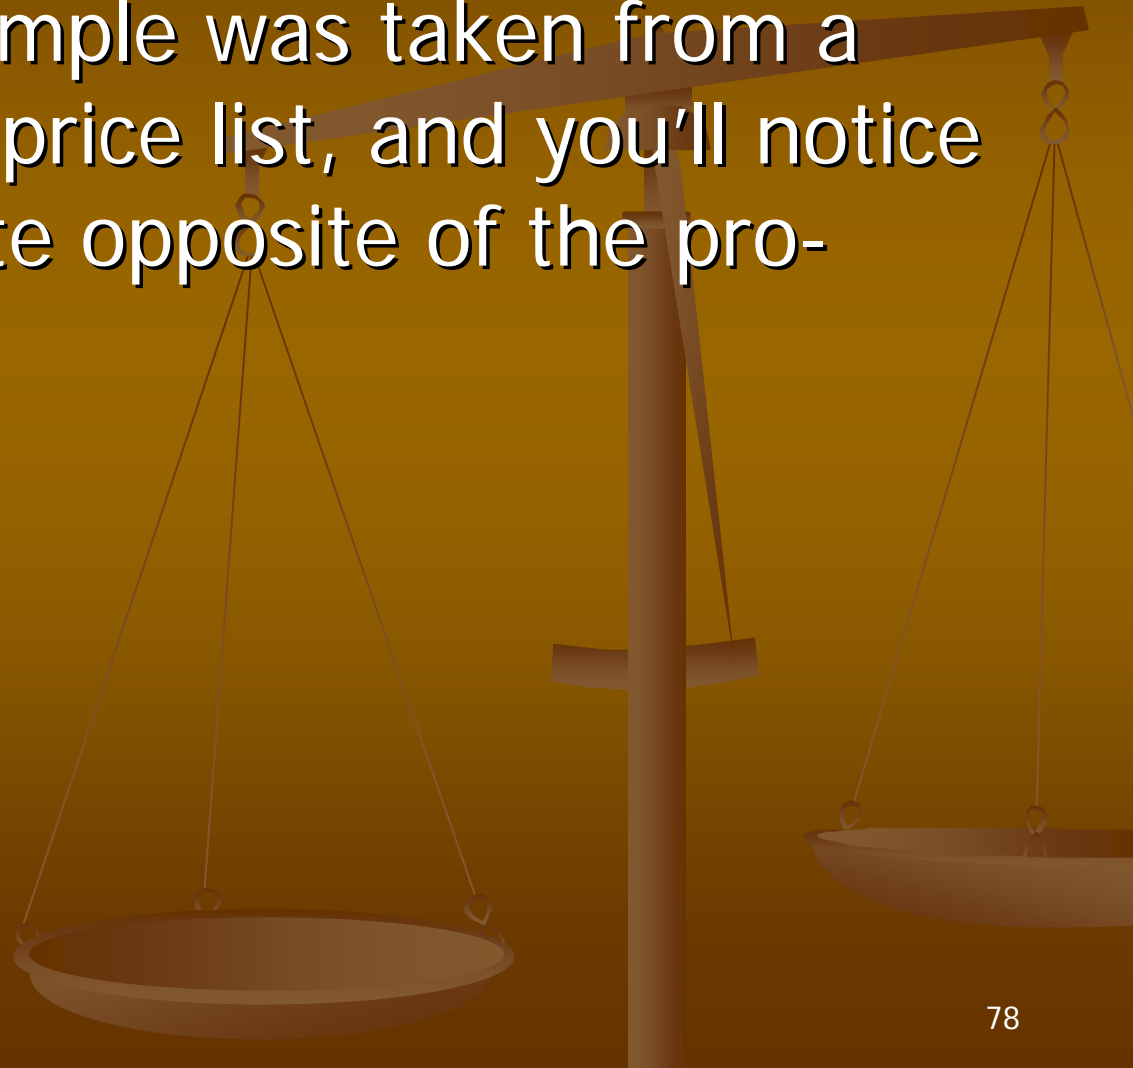 mple was taken from a
price list, and you'll notice
te opposite of the pro-
78